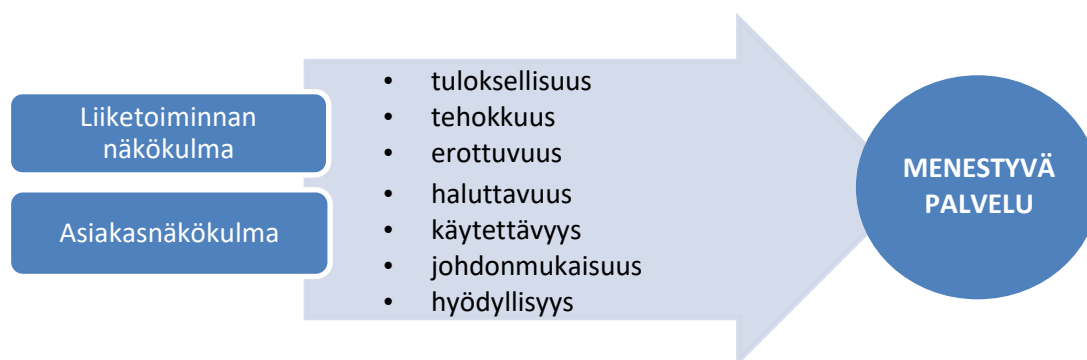 Liiketoiminnan
näkökulma
Asiakasnäkökulma
• tuloksellisuus
• tehokkuus
• erottuvuus
• haluttavuus
• käytettävyys
• johdonmukaisuus
• hyödyllisyys
MENESTYVÄ
PALVELU